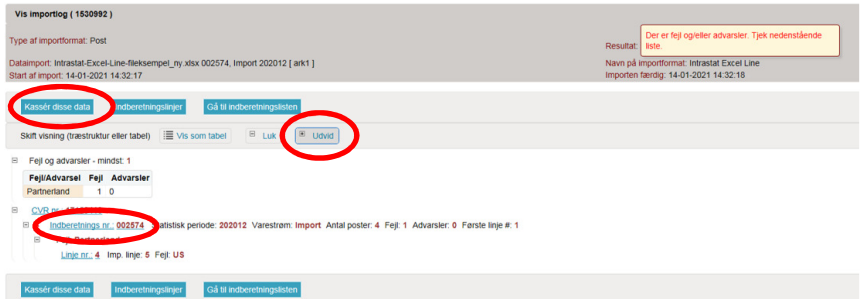 Vis importlog ( 1530992 )
Type af importformat: Post
Resultat: Der er fejl og/eller advarsler. Tjek nedenstående liste.
Dataimport: Intrastat-Excel-Line-fileksempel_ny.xlsx 002574, Import 202012 [ ark1 ]
Navn på importformat: Intrastat Excel Line
Start af import: 14-01-2021 14:32:17
Importen færdig: 14-01-2021 14:32:18
Kassér disse data Indberetningslinjer Gå til indberetningslisten
Skift visning (træstruktur eller tabel) Vis som tabel Luk Udvid
Fejl og advarsler - mindst: 1
Fejl/Advarsel Fejl Advarsler
Partnerland 1 0
CVR nr.:
Indberetnings nr.: 002574 Statistisk periode: 202012 Varestrøm: Import Antal poster: 4 Fejl: 1 Advarsler: 0 Første linje #: 1
Linje nr.: 4 Imp. linje: 5 Fejl: US
Kassér disse data Indberetningslinjer Gå til indberetningslisten